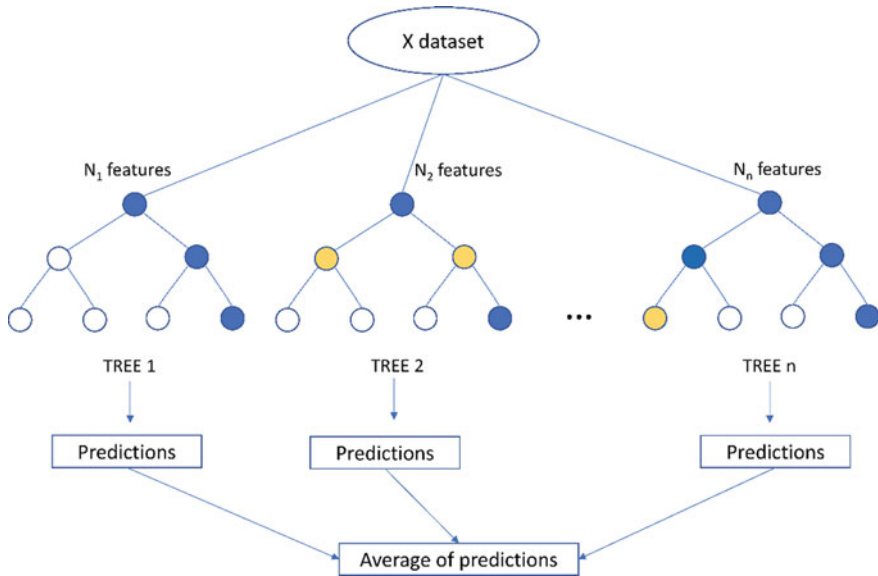 X dataset
N₁ features
N₂ features
Nₙ features
...
TREE 1
TREE 2
TREE n
Predictions
Predictions
Predictions
Average of predictions